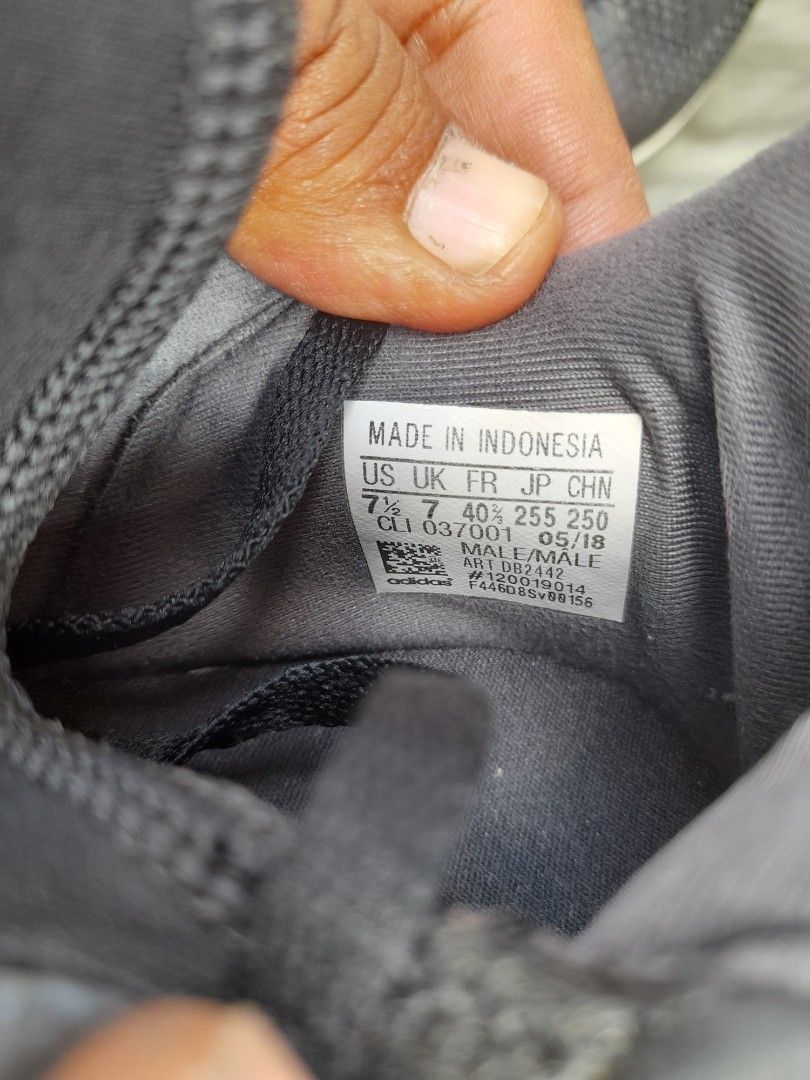 MADE IN INDONESIA
US UK FR JP CHN
7½ 7 40⅔ 255 250
CLI 037001 05/18
MALE/MÂLE
ART DB2442
#120019014
adidas F446D8Sv00156